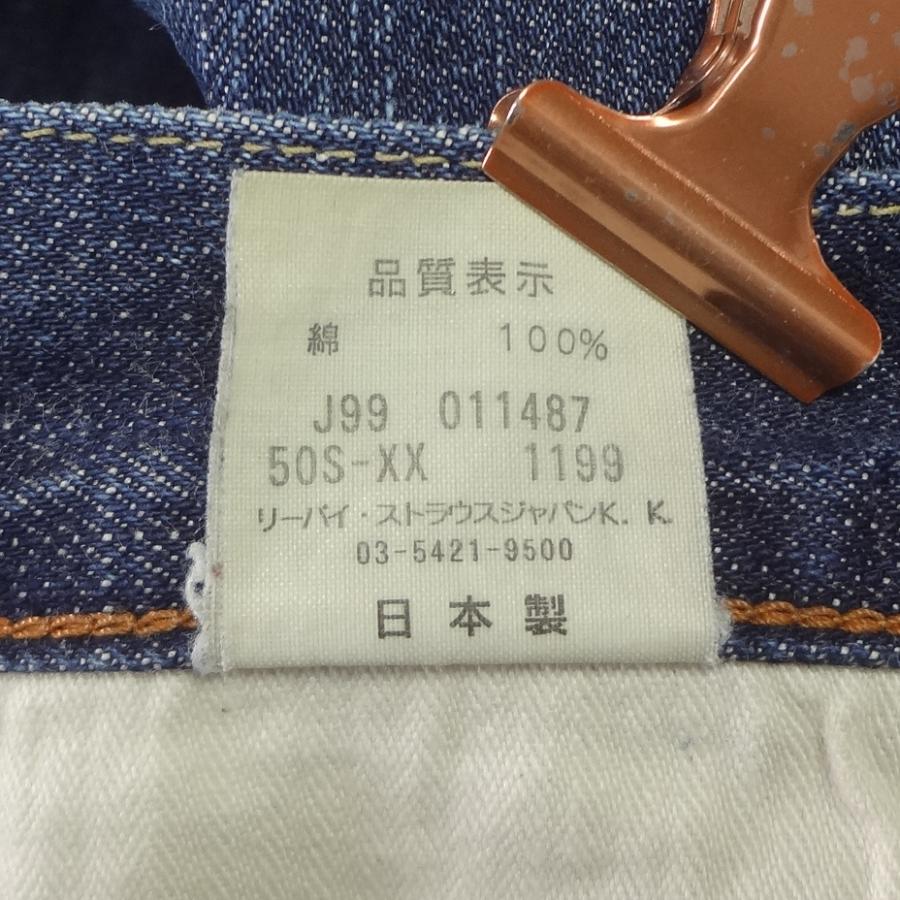 品質表示
綿 100%
J99 011487
50S-XX 1199
リーバイ・ストラウスジャパンK.K.
03-5421-9500
日本製